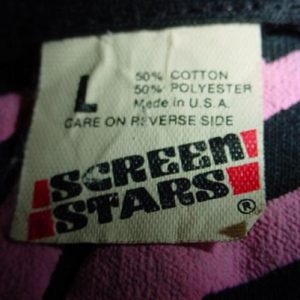 L
50% COTTON
50% POLYESTER
Made in U.S.A.
CARE ON REVERSE SIDE
SCREEN
STARS
®